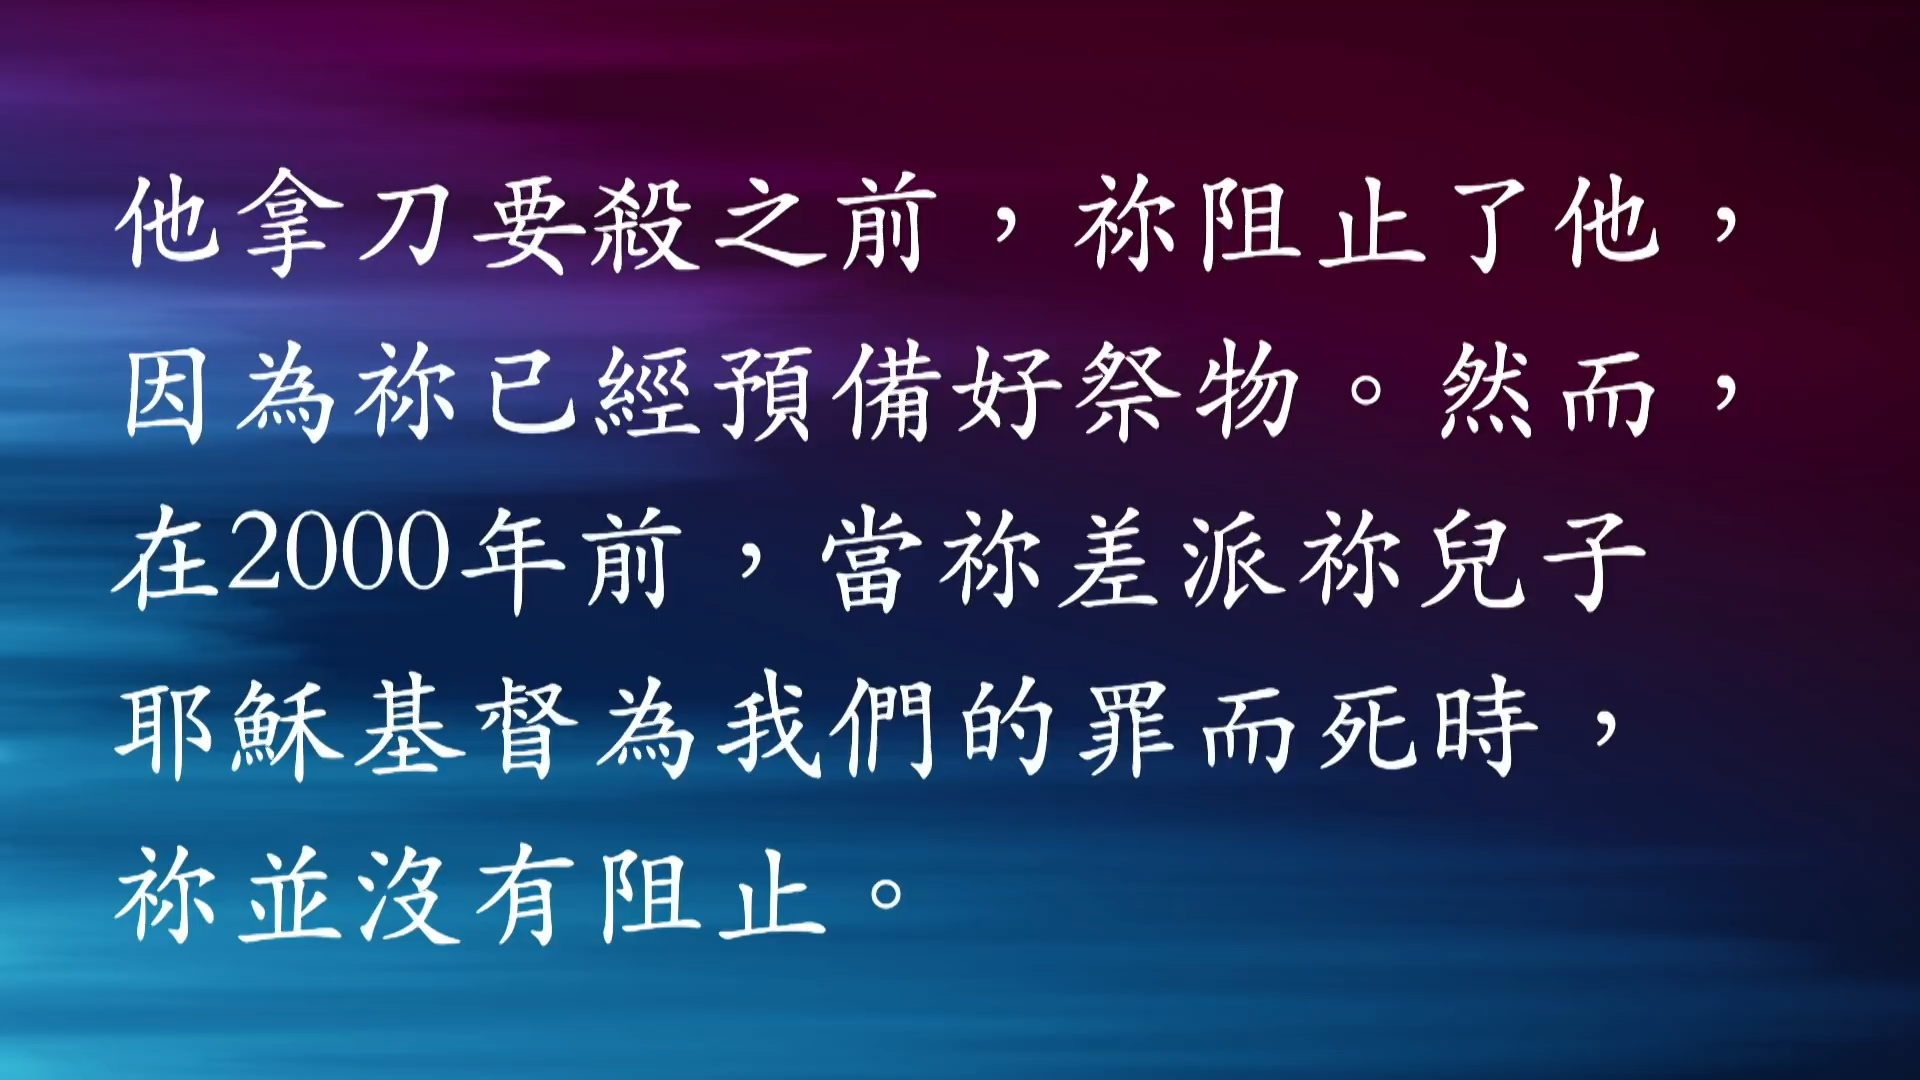 他拿刀要殺之前，祢阻止了他，
因為祢已經預備好祭物。然而，
在2000年前，當祢差派祢兒子
耶穌基督為我們的罪而死時，
祢並沒有阻止。